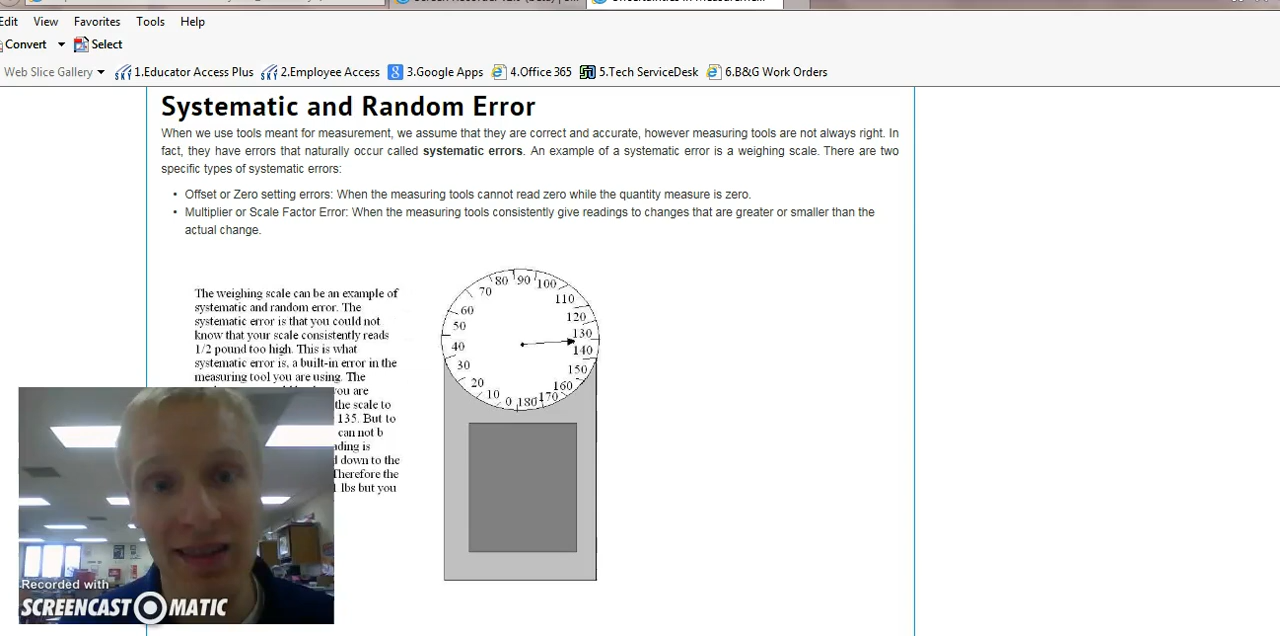 Edit View Favorites Tools Help
Convert Select
Web Slice Gallery 1.Educator Access Plus 2.Employee Access 3.Google Apps 4.Office 365 5.Tech ServiceDesk 6.B&G Work Orders
Systematic and Random Error
When we use tools meant for measurement, we assume that they are correct and accurate, however measuring tools are not always right. In
fact, they have errors that naturally occur called systematic errors. An example of a systematic error is a weighing scale. There are two
specific types of systematic errors:
• Offset or Zero setting errors: When the measuring tools cannot read zero while the quantity measure is zero.
• Multiplier or Scale Factor Error: When the measuring tools consistently give readings to changes that are greater or smaller than the
actual change.
The weighing scale can be an example of
systematic and random error. The
systematic error is that you could not
know that your scale consistently reads
1/2 pound too high. This is what
systematic error is, a built-in error in the
measuring tool you are using. The
you are
the scale to
135. But to
can not b
ading is
d down to the
Therefore the
lbs but you
0
10
20
30
40
50
60
70
80
90
100
110
120
130
140
150
160
170
180
Recorded with
SCREENCAST MATIC